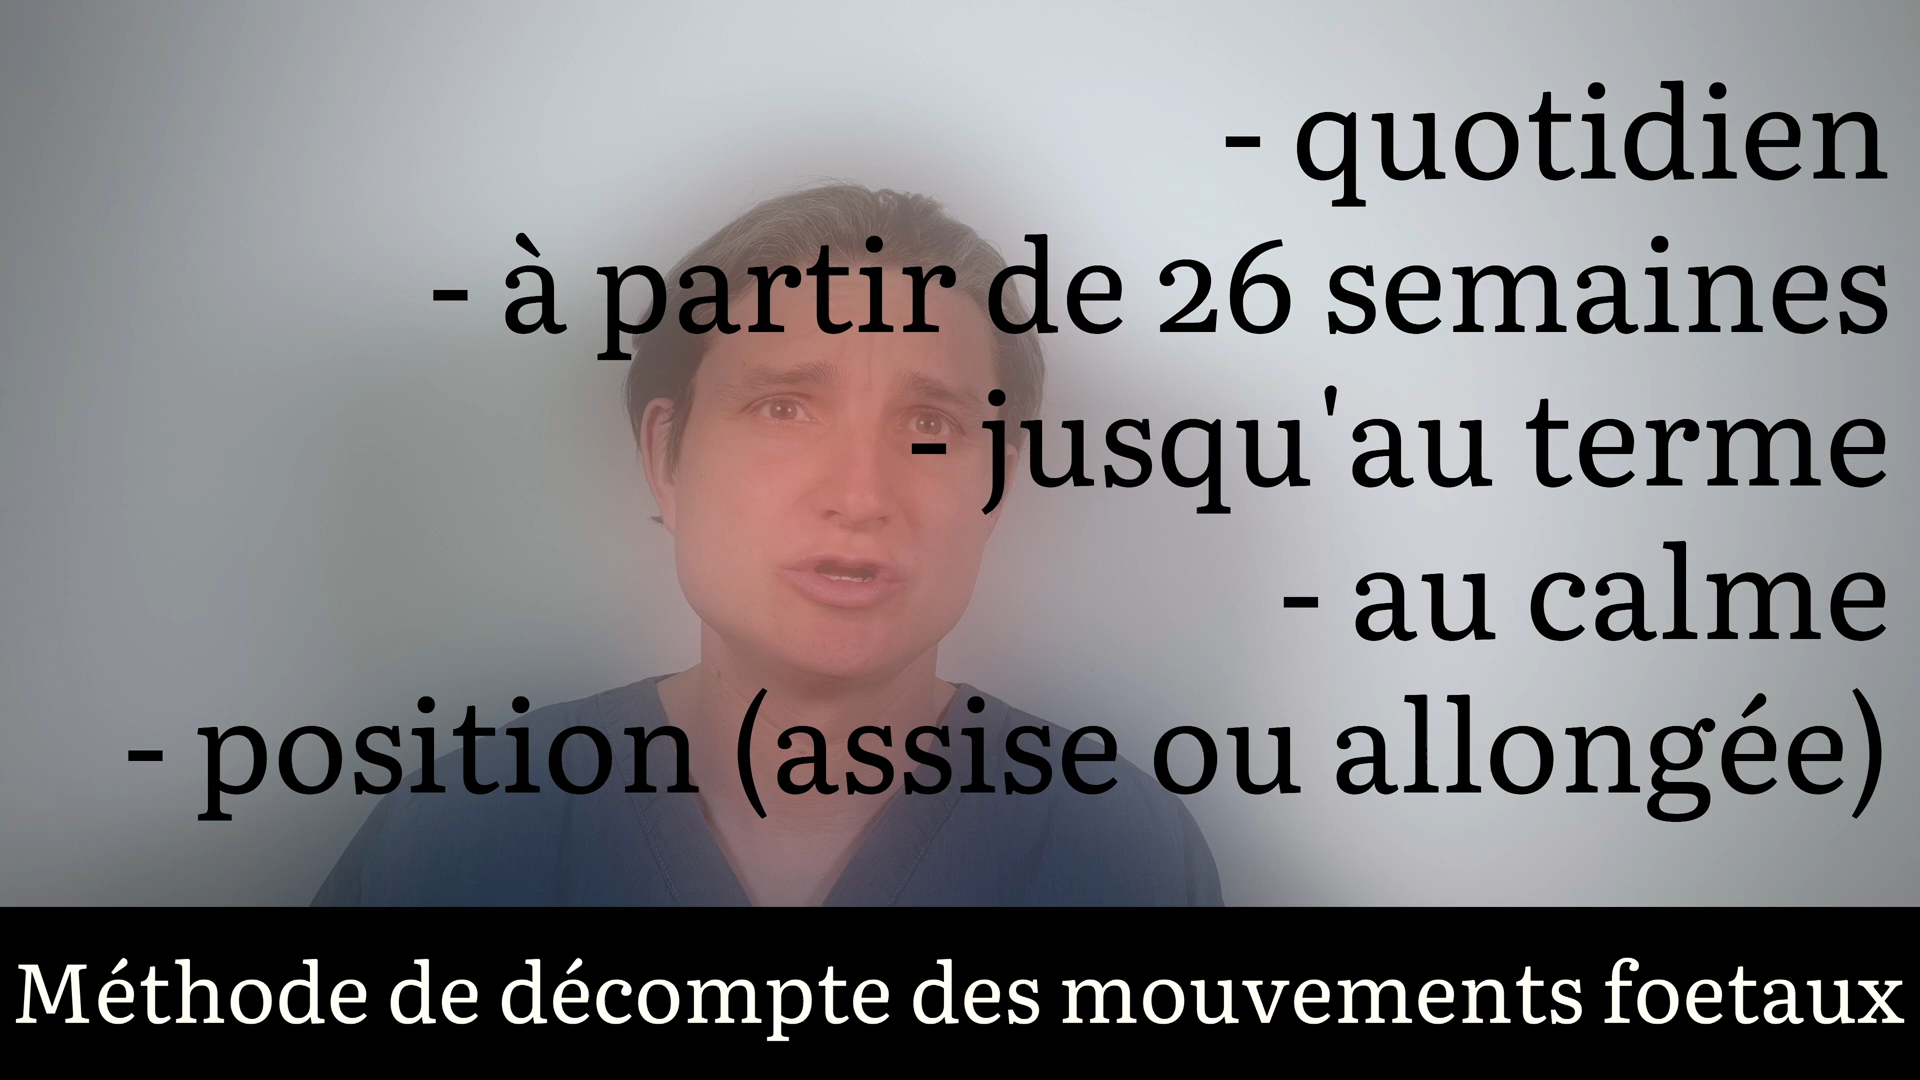 - quotidien
- à partir de 26 semaines
- jusqu'au terme
- au calme
- position (assise ou allongée)
Méthode de décompte des mouvements foetaux